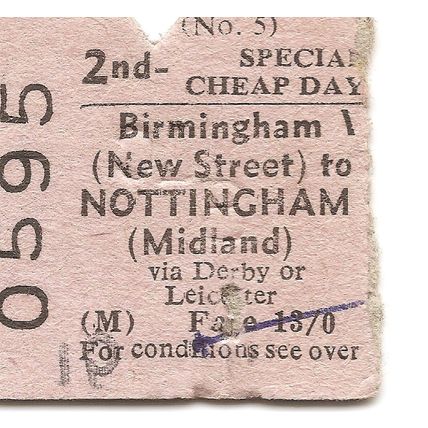 (No. 5)
2nd- SPECIAL
CHEAP DAY
Birmingham
(New Street) to
NOTTINGHAM
(Midland)
via Derby or
Leicester
(M) Fare 13/0
For conditions see over
0595